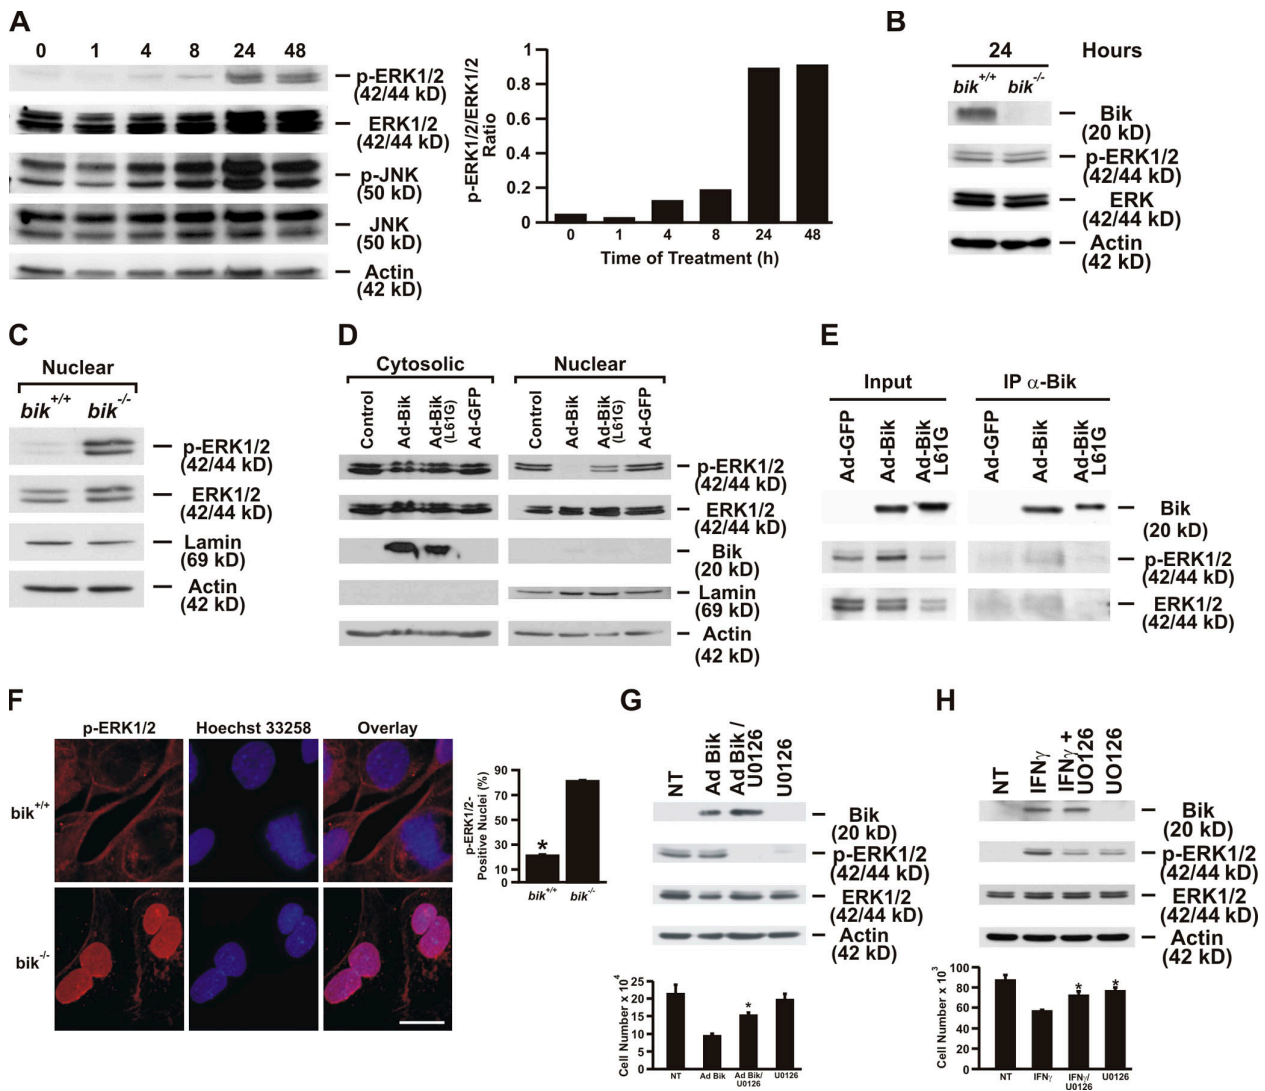 A
0 1 4 8 24 48
p-ERK1/2
(42/44 kD)
ERK1/2
(42/44 kD)
p-JNK
(50 kD)
JNK
(50 kD)
Actin
(42 kD)
p-ERK1/2/ERK1/2
Ratio
1
0.8
0.6
0.4
0.2
0
0 1 4 8 24 48
Time of Treatment (h)
B
24 Hours
bik+/+ bik-/-
Bik
(20 kD)
p-ERK1/2
(42/44 kD)
ERK
(42/44 kD)
Actin
(42 kD)
C
Nuclear
bik+/+ bik-/-
p-ERK1/2
(42/44 kD)
ERK1/2
(42/44 kD)
Lamin
(69 kD)
Actin
(42 kD)
D
Cytosolic Nuclear
Control Ad-Bik Ad-Bik (L61G) Ad-GFP Control Ad-Bik Ad-Bik (L61G) Ad-GFP
p-ERK1/2
(42/44 kD)
ERK1/2
(42/44 kD)
Bik
(20 kD)
Lamin
(69 kD)
Actin
(42 kD)
E
Input IP α-Bik
Ad-GFP Ad-Bik Ad-Bik L61G Ad-GFP Ad-Bik Ad-Bik L61G
Bik
(20 kD)
p-ERK1/2
(42/44 kD)
ERK1/2
(42/44 kD)
F
p-ERK1/2 Hoechst 33258 Overlay
bik+/+
bik-/-
p-ERK1/2-
Positive Nuclei (%)
90
70
50
30
10
0
*
bik+/+ bik-/-
G
NT Ad Bik Ad Bik / U0126 U0126
Bik
(20 kD)
p-ERK1/2
(42/44 kD)
ERK1/2
(42/44 kD)
Actin
(42 kD)
Cell Number x 10⁴
25
20
15
10
5
0
*
NT Ad Bik Ad Bik/ U0126
U0126
H
NT IFNγ IFNγ + UO126 UO126
Bik
(20 kD)
p-ERK1/2
(42/44 kD)
ERK1/2
(42/44 kD)
Actin
(42 kD)
Cell Number x 10³
100
80
60
40
20
0
* *
NT IFNγ IFNγ/ U0126
U0126